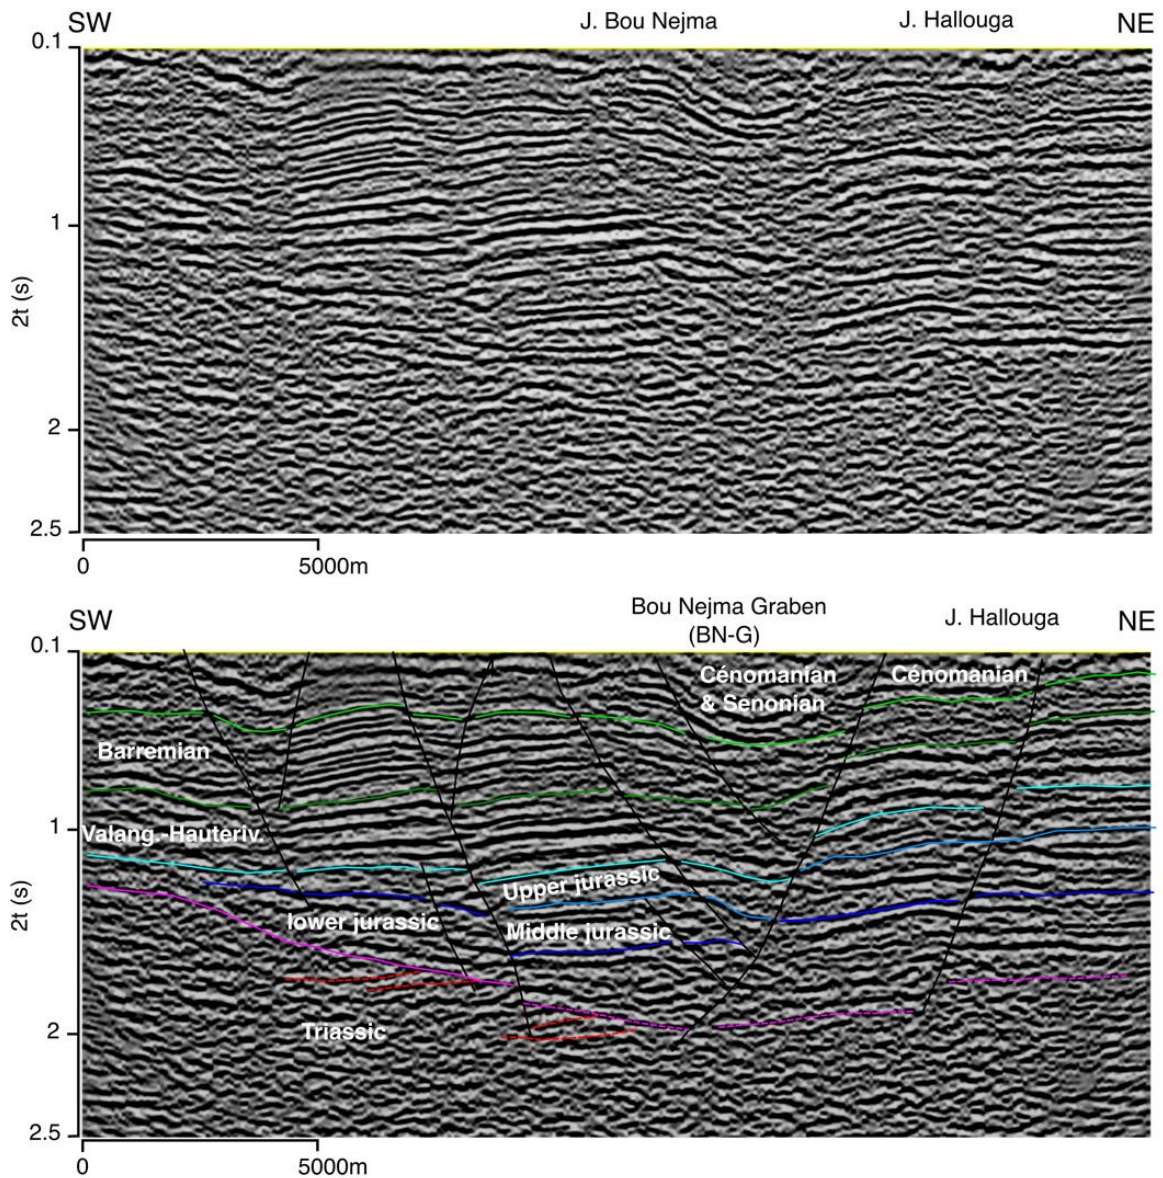 SW J. Bou Nejma J. Hallouga NE
0.1
1
2t (s)
2
2.5
0 5000m
Bou Nejma Graben
(BN-G)
SW J. Hallouga NE
0.1
Cénomanian Cénomanian
& Senonian
Barremian
1
Valang.-Hauteriv.
Upper jurassic
2t (s)
lower jurassic
Middle jurassic
2
Triassic
2.5
0 5000m